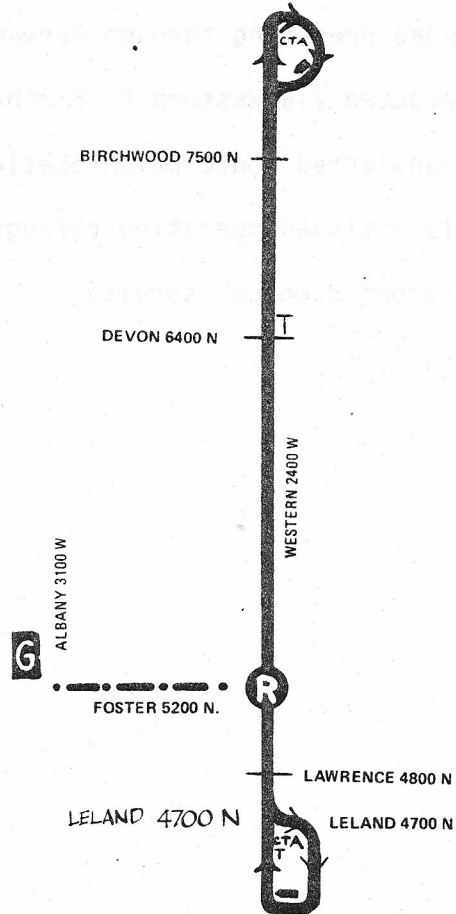 CTA
BIRCHWOOD 7500 N
T
DEVON 6400 N
WESTERN 2400 W
ALBANY 3100 W
G
R
FOSTER 5200 N.
LAWRENCE 4800 N
LELAND 4700 N
LELAND 4700 N
CTA
T